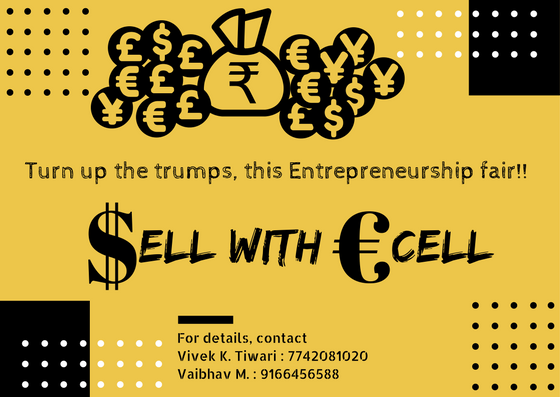 £ $ £ € ₹ € ¥ ¥
€ £ € $ ¥
¥ € £ £ $
Turn up the trumps, this Entrepreneurship fair!!
$ELL WITH €CELL
For details, contact
Vivek K. Tiwari : 7742081020
Vaibhav M. : 9166456588